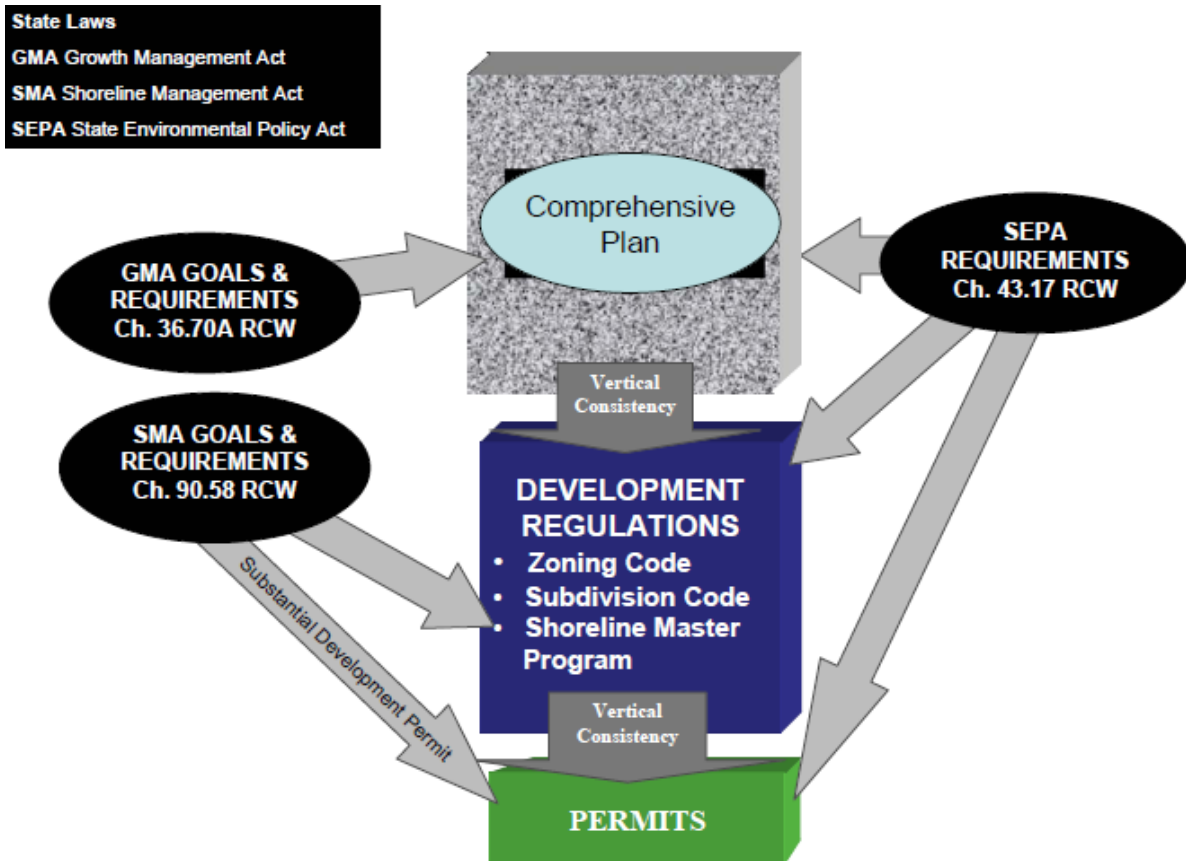 State Laws
GMA Growth Management Act
SMA Shoreline Management Act
SEPA State Environmental Policy Act
Comprehensive
Plan
GMA GOALS &
REQUIREMENTS
Ch. 36.70A RCW
SEPA
REQUIREMENTS
Ch. 43.17 RCW
Vertical
Consistency
SMA GOALS &
REQUIREMENTS
Ch. 90.58 RCW
DEVELOPMENT
REGULATIONS
• Zoning Code
• Subdivision Code
• Shoreline Master
Program
Substantial Development Permit
Vertical
Consistency
PERMITS